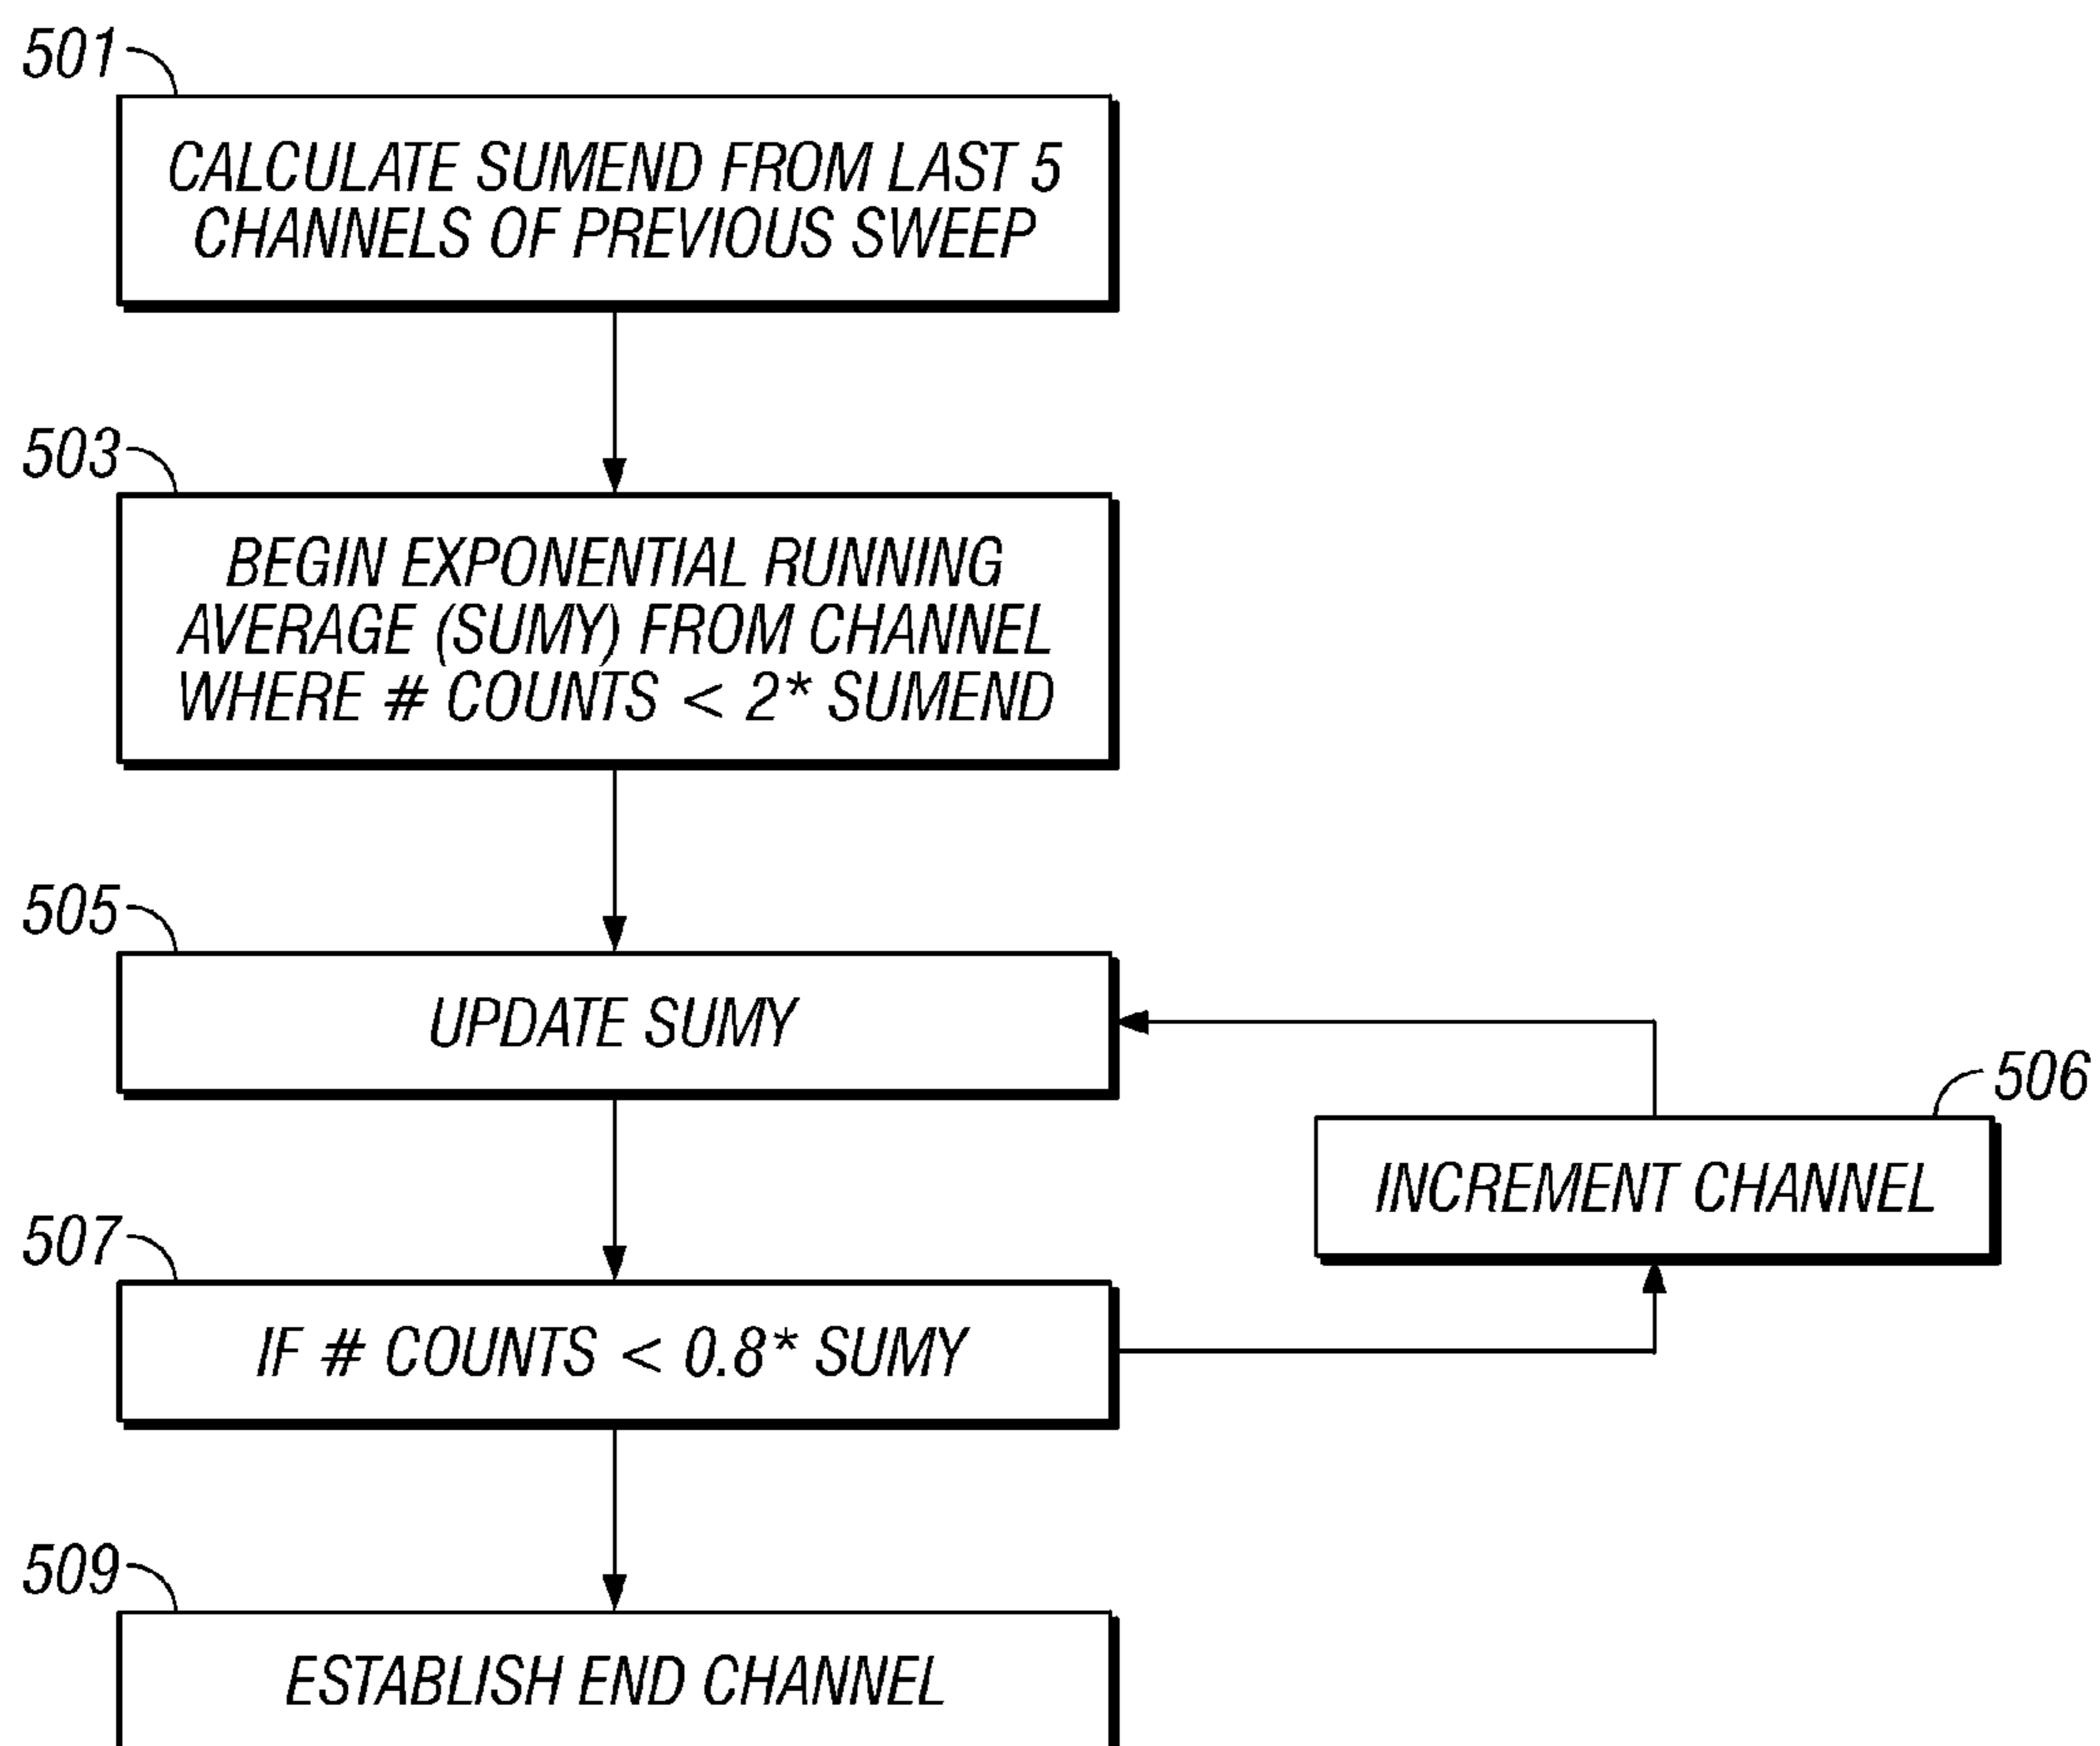 501
CALCULATE SUMEND FROM LAST 5
CHANNELS OF PREVIOUS SWEEP
503
BEGIN EXPONENTIAL RUNNING
AVERAGE (SUMY) FROM CHANNEL
WHERE # COUNTS < 2* SUMEND
505
UPDATE SUMY
506
INCREMENT CHANNEL
507
IF # COUNTS < 0.8* SUMY
509
ESTABLISH END CHANNEL